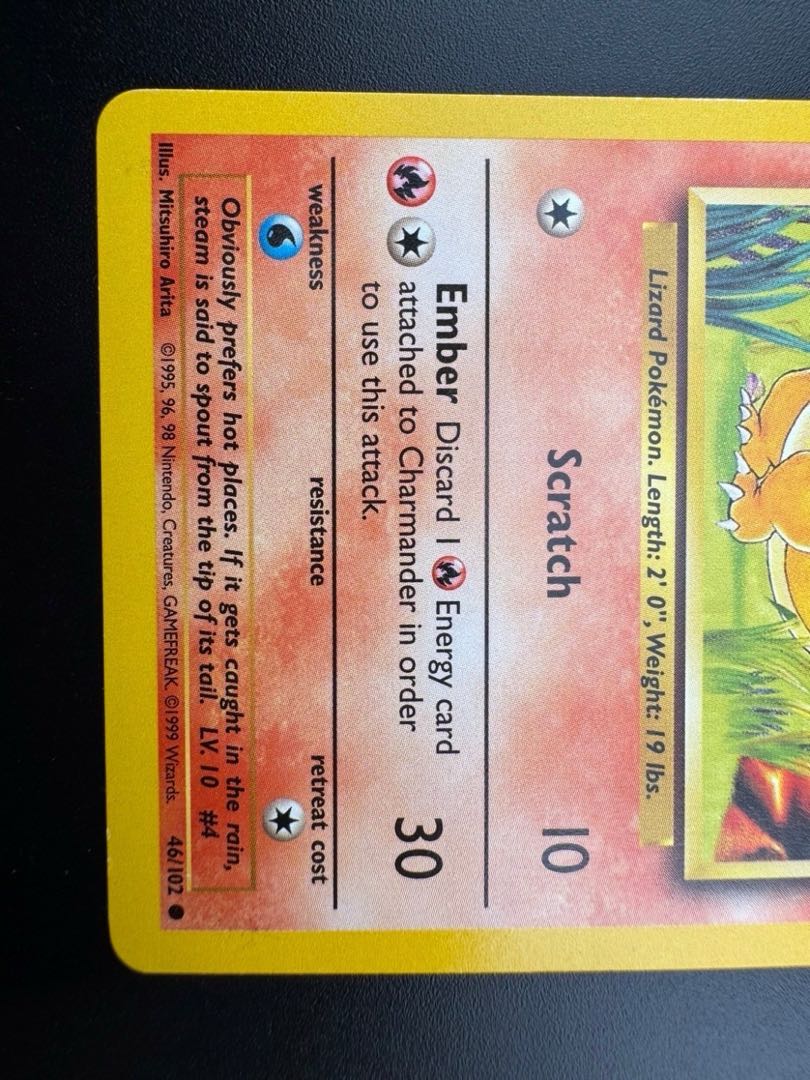 Lizard Pokémon. Length: 2' 0", Weight: 19 lbs.
Scratch 10
Ember Discard 1 Energy card
attached to Charmander in order
to use this attack.
30
weakness resistance retreat cost
Obviously prefers hot places. If it gets caught in the rain,
steam is said to spout from the tip of its tail. LV. 10 #4
Illus. Mitsuhiro Arita ©1995, 96, 98 Nintendo, Creatures, GAMEFREAK. ©1999 Wizards. 46/102